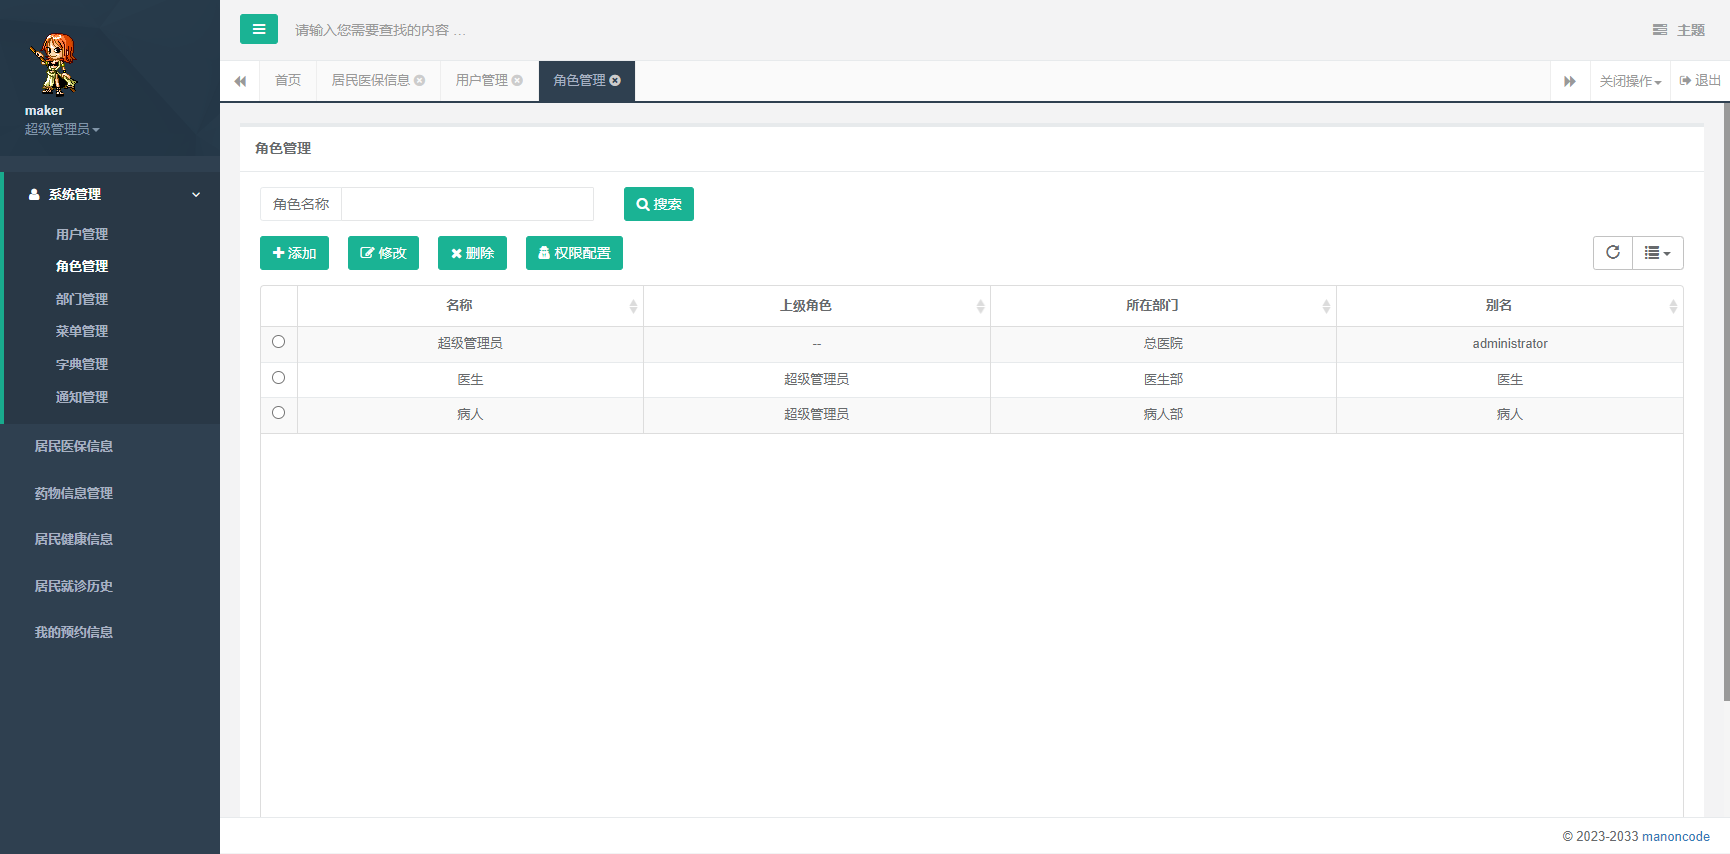 maker
超级管理员
系统管理
用户管理
角色管理
部门管理
菜单管理
字典管理
通知管理
居民医保信息
药物信息管理
居民健康信息
居民就诊历史
我的预约信息
请输入您需要查找的内容 …
主题
首页 居民医保信息 用户管理 角色管理 关闭操作 退出
角色管理
角色名称 搜索
添加 修改 删除 权限配置
名称 上级角色 所在部门 别名
超级管理员 -- 总医院 administrator
医生 超级管理员 医生部 医生
病人 超级管理员 病人部 病人
© 2023-2033 manoncode